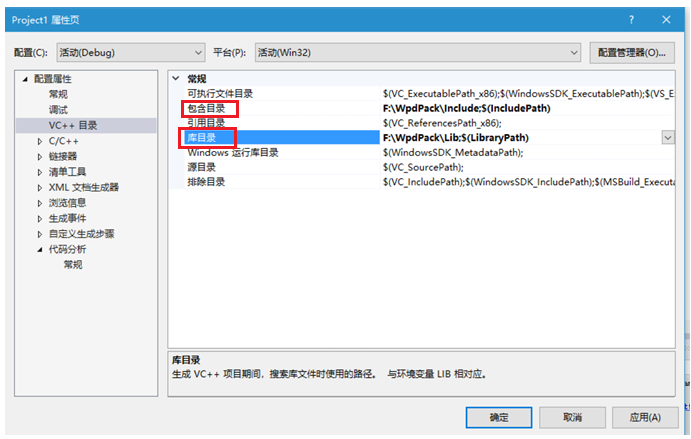 Project1 属性页
配置(C): 活动(Debug) 平台(P): 活动(Win32) 配置管理器(O)...
配置属性
常规
调试
VC++ 目录
C/C++
链接器
清单工具
XML 文档生成器
浏览信息
生成事件
自定义生成步骤
代码分析
常规
常规
可执行文件目录 $(VC_ExecutablePath_x86);$(WindowsSDK_ExecutablePath);$(VS_E
包含目录 F:\WpdPack\Include;$(IncludePath)
引用目录 $(VC_ReferencesPath_x86);
库目录 F:\WpdPack\Lib;$(LibraryPath)
Windows 运行库目录 $(WindowsSDK_MetadataPath);
源目录 $(VC_SourcePath);
排除目录 $(VC_IncludePath);$(WindowsSDK_IncludePath);$(MSBuild_Executa
库目录
生成 VC++ 项目期间，搜索库文件时使用的路径。 与环境变量 LIB 相对应。
确定 取消 应用(A)